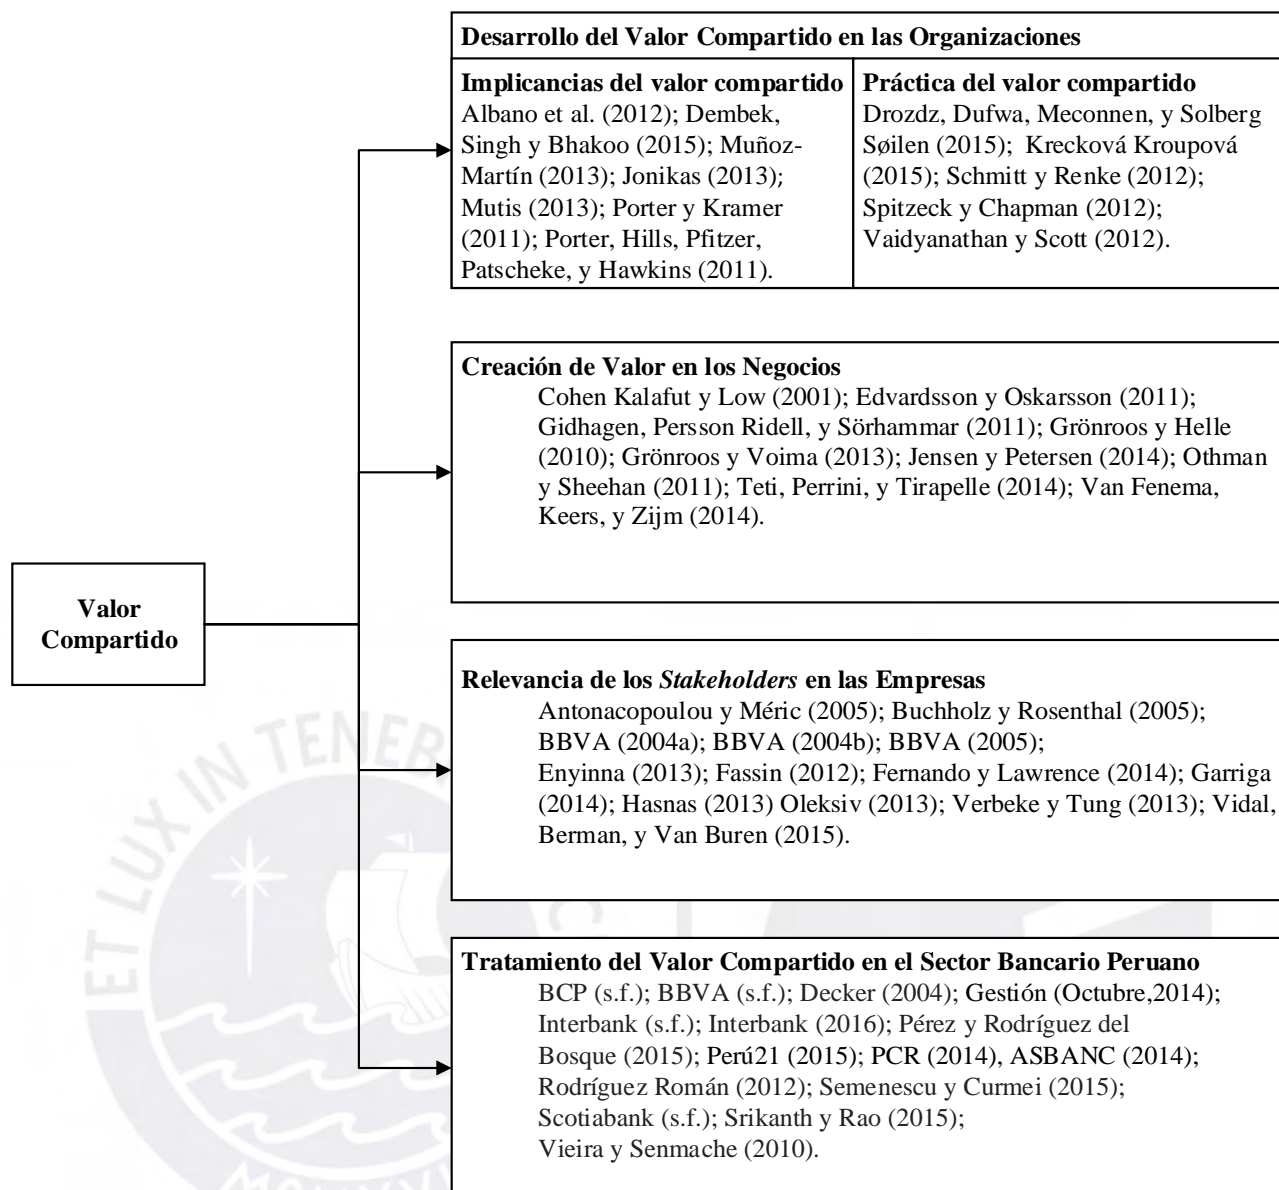 Desarrollo del Valor Compartido en las Organizaciones
Implicancias del valor compartido
Albano et al. (2012); Dembek,
Singh y Bhakoo (2015); Muñoz-
Martín (2013); Jonikas (2013);
Mutis (2013); Porter y Kramer
(2011); Porter, Hills, Pfitzer,
Patscheke, y Hawkins (2011).
Práctica del valor compartido
Drozdz, Dufwa, Meconnen, y Solberg
Søilen (2015); Krecková Kroupová
(2015); Schmitt y Renke (2012);
Spitzeck y Chapman (2012);
Vaidyanathan y Scott (2012).
Creación de Valor en los Negocios
Cohen Kalafut y Low (2001); Edvardsson y Oskarsson (2011);
Gidhagen, Persson Ridell, y Sörhammar (2011); Grönroos y Helle
(2010); Grönroos y Voima (2013); Jensen y Petersen (2014); Othman
y Sheehan (2011); Teti, Perrini, y Tirapelle (2014); Van Fenema,
Keers, y Zijm (2014).
Valor
Compartido
Relevancia de los Stakeholders en las Empresas
Antonacopoulou y Méric (2005); Buchholz y Rosenthal (2005);
BBVA (2004a); BBVA (2004b); BBVA (2005);
Enyinna (2013); Fassin (2012); Fernando y Lawrence (2014); Garriga
(2014); Hasnas (2013) Oleksiv (2013); Verbeke y Tung (2013); Vidal,
Berman, y Van Buren (2015).
Tratamiento del Valor Compartido en el Sector Bancario Peruano
BCP (s.f.); BBVA (s.f.); Decker (2004); Gestión (Octubre,2014);
Interbank (s.f.); Interbank (2016); Pérez y Rodríguez del
Bosque (2015); Perú21 (2015); PCR (2014), ASBANC (2014);
Rodríguez Román (2012); Semenescu y Curmei (2015);
Scotiabank (s.f.); Srikanth y Rao (2015);
Vieira y Senmache (2010).
ET LUX IN TENEB